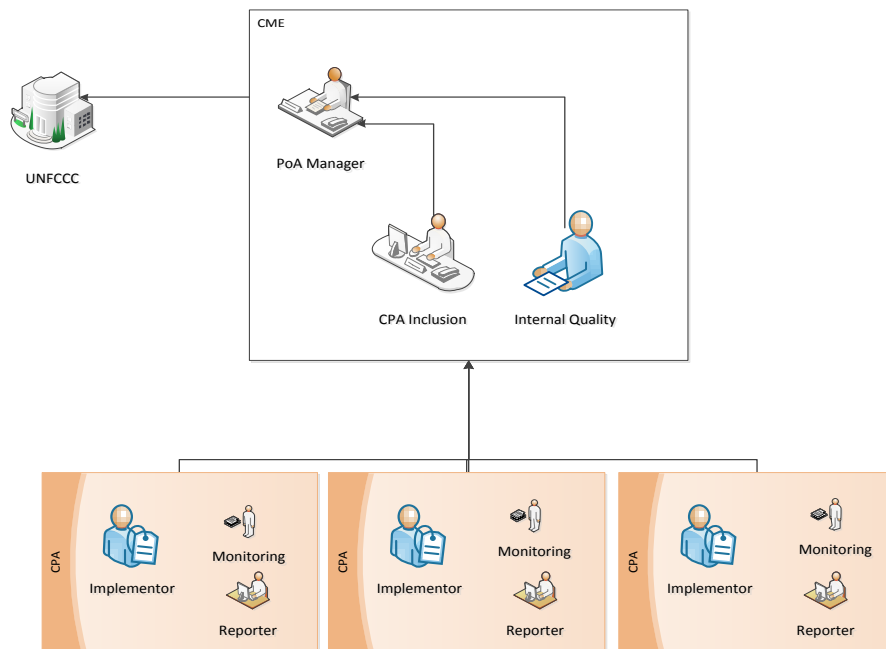 CME
UNFCCC
PoA Manager
CPA Inclusion
Internal Quality
CPA
Implementor
Monitoring
Reporter
CPA
Implementor
Monitoring
Reporter
CPA
Implementor
Monitoring
Reporter